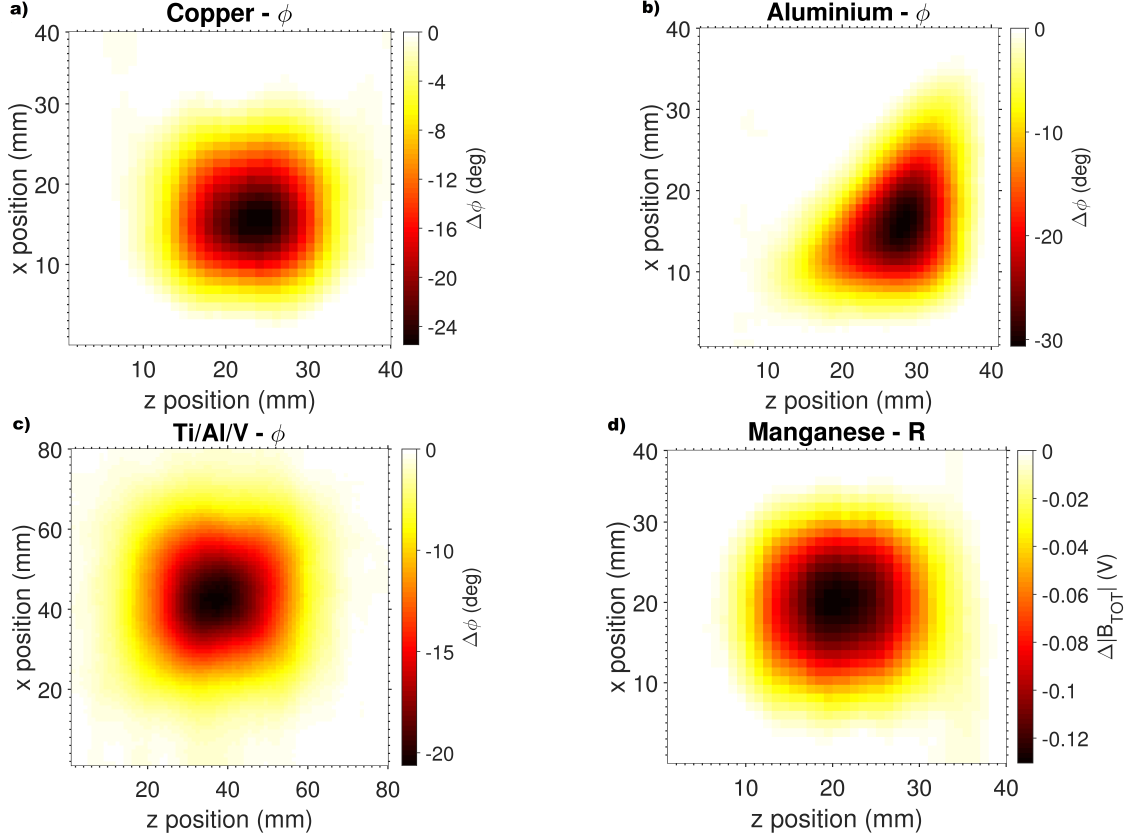 a)
Copper - ϕ
40
30
20
10
10
20
30
40
x position (mm)
z position (mm)
0
-4
-8
-12
-16
-20
-24
Δϕ (deg)
b)
Aluminium - ϕ
40
30
20
10
10
20
30
40
x position (mm)
z position (mm)
0
-10
-20
-30
Δϕ (deg)
c)
Ti/Al/V - ϕ
80
60
40
20
20
40
60
80
x position (mm)
z position (mm)
0
-10
-15
-20
Δϕ (deg)
d)
Manganese - R
40
30
20
10
10
20
30
40
x position (mm)
z position (mm)
0
-0.02
-0.04
-0.06
-0.08
-0.1
-0.12
Δ|B_TOT| (V)